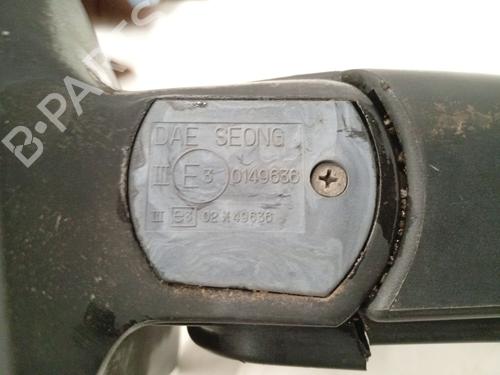 B-PARTS
DAE SEONG
III E3 0149636
III e3 02*49636